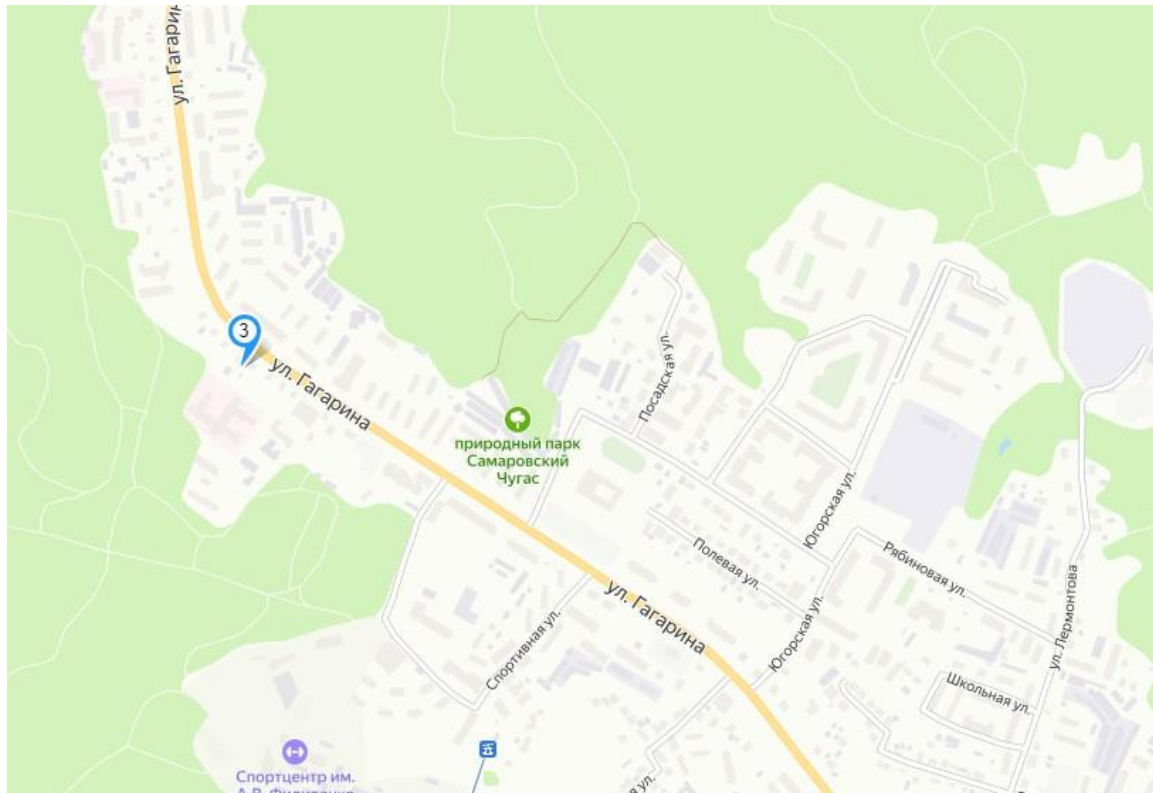 ул. Гагарина
3
ул. Гагарина
Посадская ул.
природный парк
Самаровский
Чугас
Югорская ул.
Полевая ул.
Рябиновая ул.
ул. Гагарина
Спортивная ул.
Югорская ул.
ул. Лермонтова
Школьная ул.
Спортцентр им.
ул.